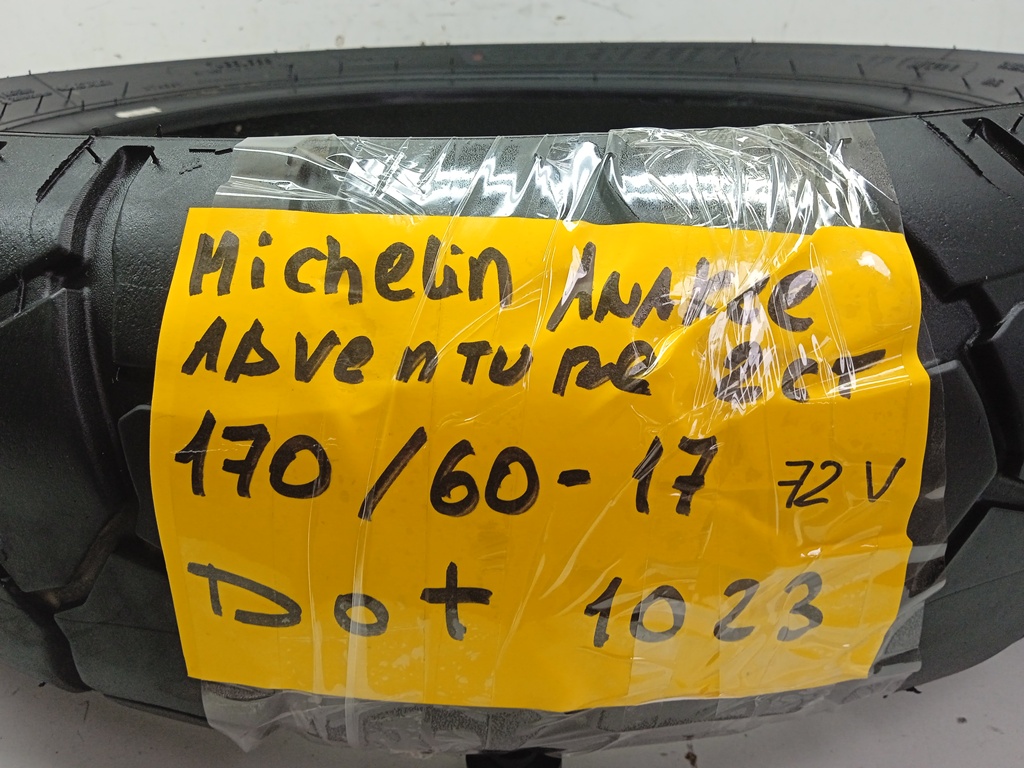 Michelin ANAKEE
ADVENTURE 2CT
170/60-17 72V
Dot 1023